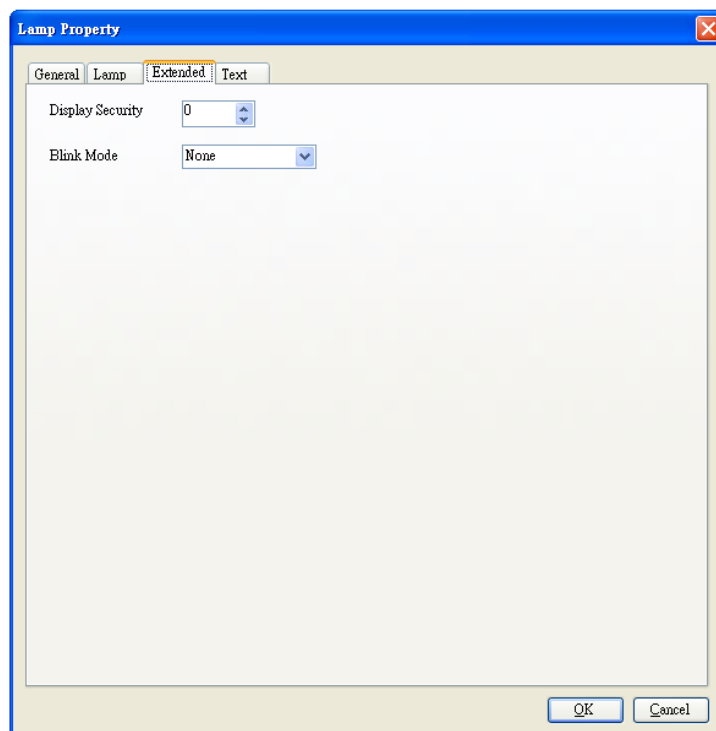 Lamp Property
General Lamp Extended Text
Display Security 0
Blink Mode None
OK Cancel